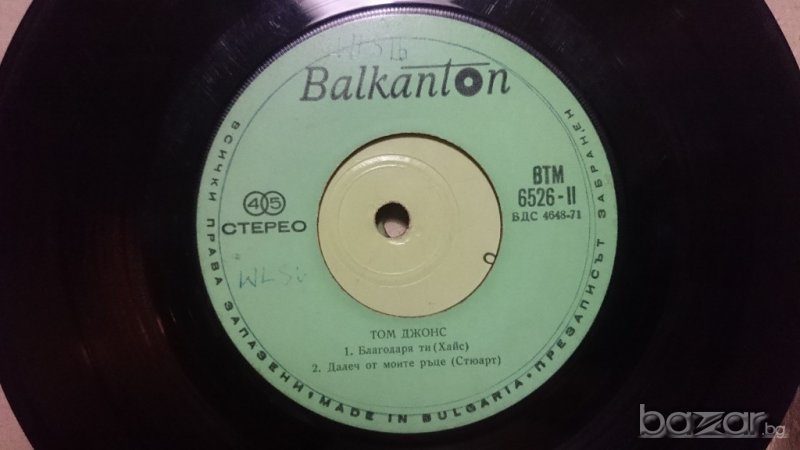 Balkanton
ВТМ
6526-II
БДС 4648-71
45
СТЕРЕО
ТОМ ДЖОНС
1. Благодаря ти (Хайс)
2. Далеч от моите ръце (Стюарт)
ВСИЧКИ ПРАВА ЗАПАЗЕНИ • MADE IN BULGARIA • ПРЕЗАПИСЪТ ЗАБРАНЕН
bazar.bg